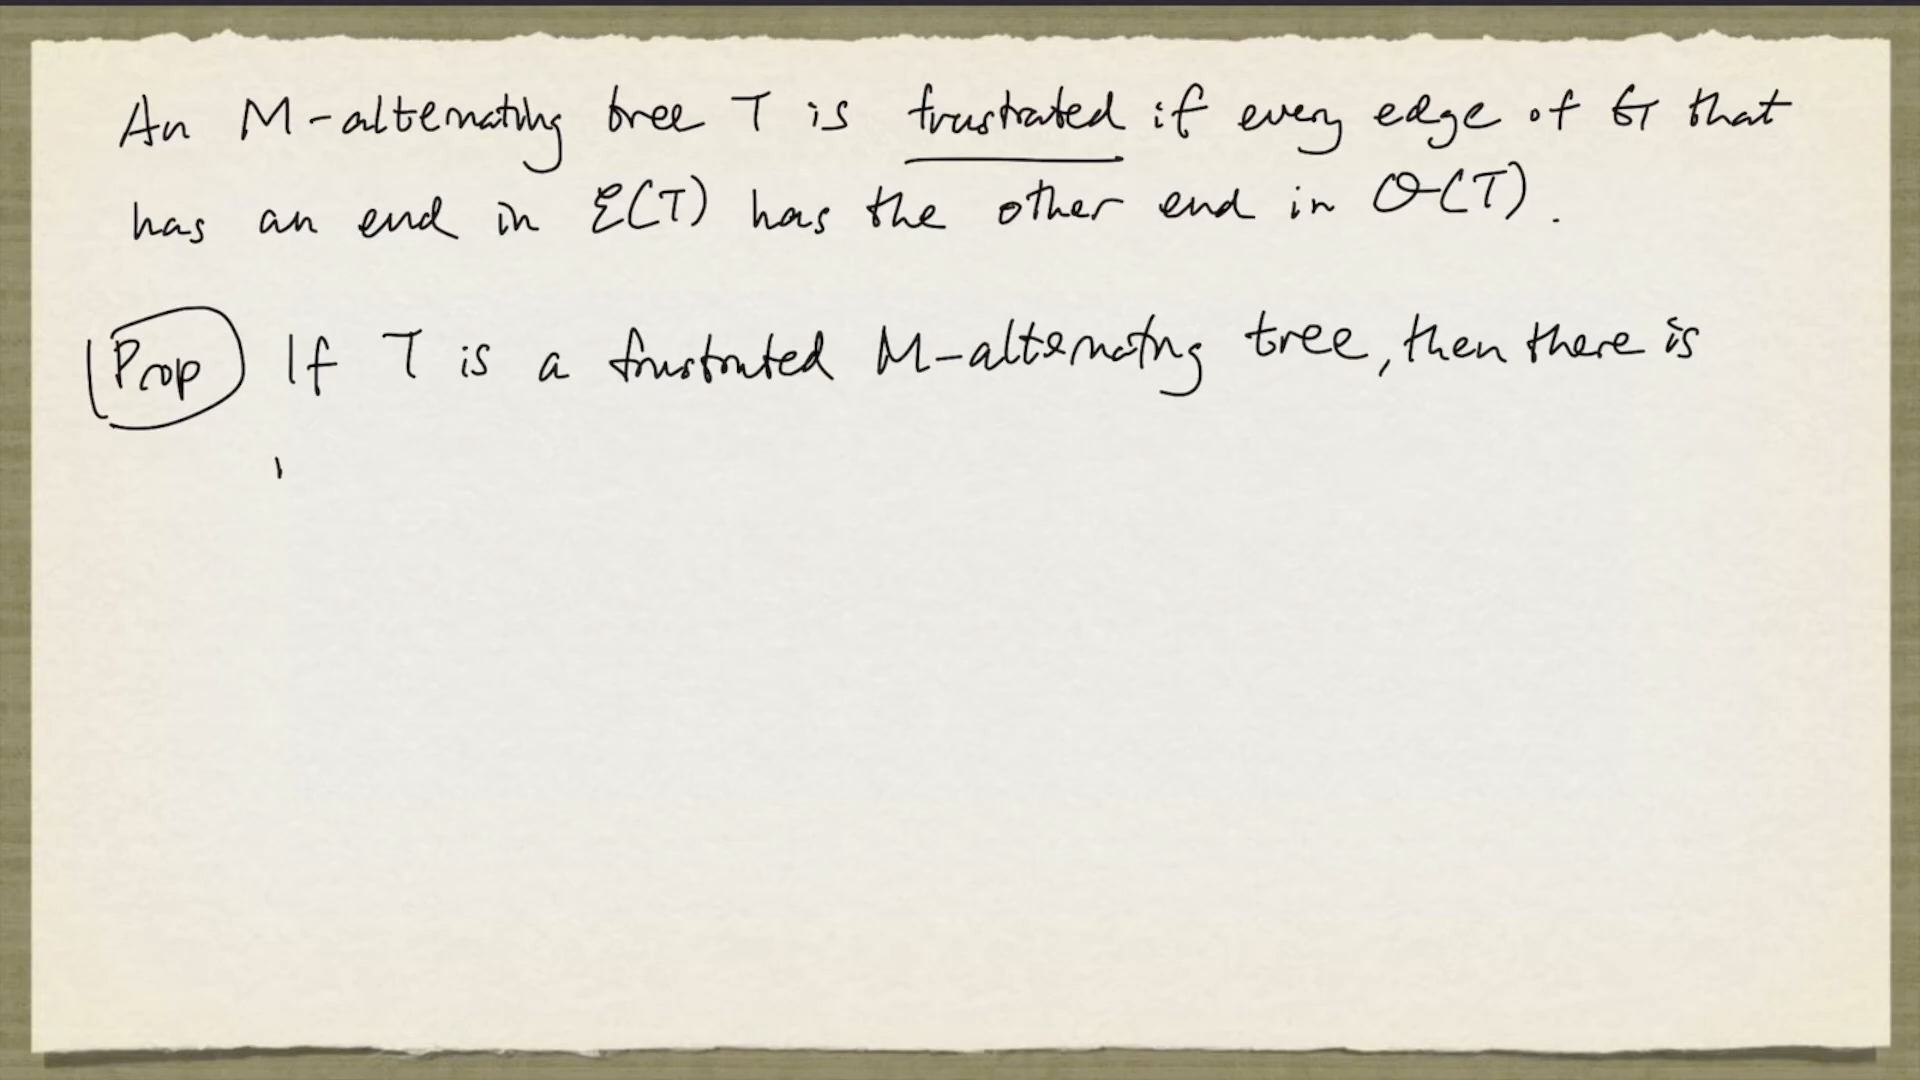 An M-alternating tree T is frustrated if every edge of G that
has an end in ℰ(T) has the other end in 𝒪(T).
Prop If T is a frustrated M-alternating tree, then there is